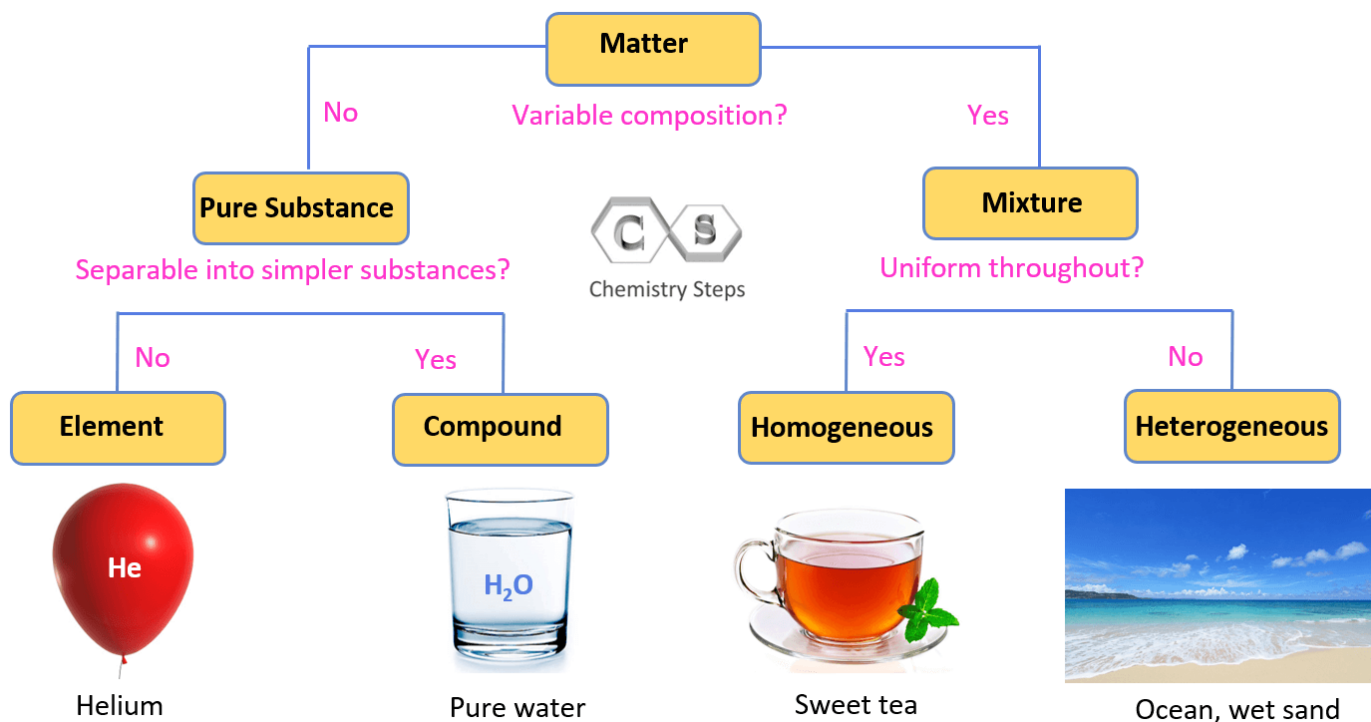 Matter
No
Variable composition?
Yes
Pure Substance
Mixture
C S
Chemistry Steps
Separable into simpler substances?
Uniform throughout?
No
Yes
Yes
No
Element
Compound
Homogeneous
Heterogeneous
He
H₂O
Helium
Pure water
Sweet tea
Ocean, wet sand